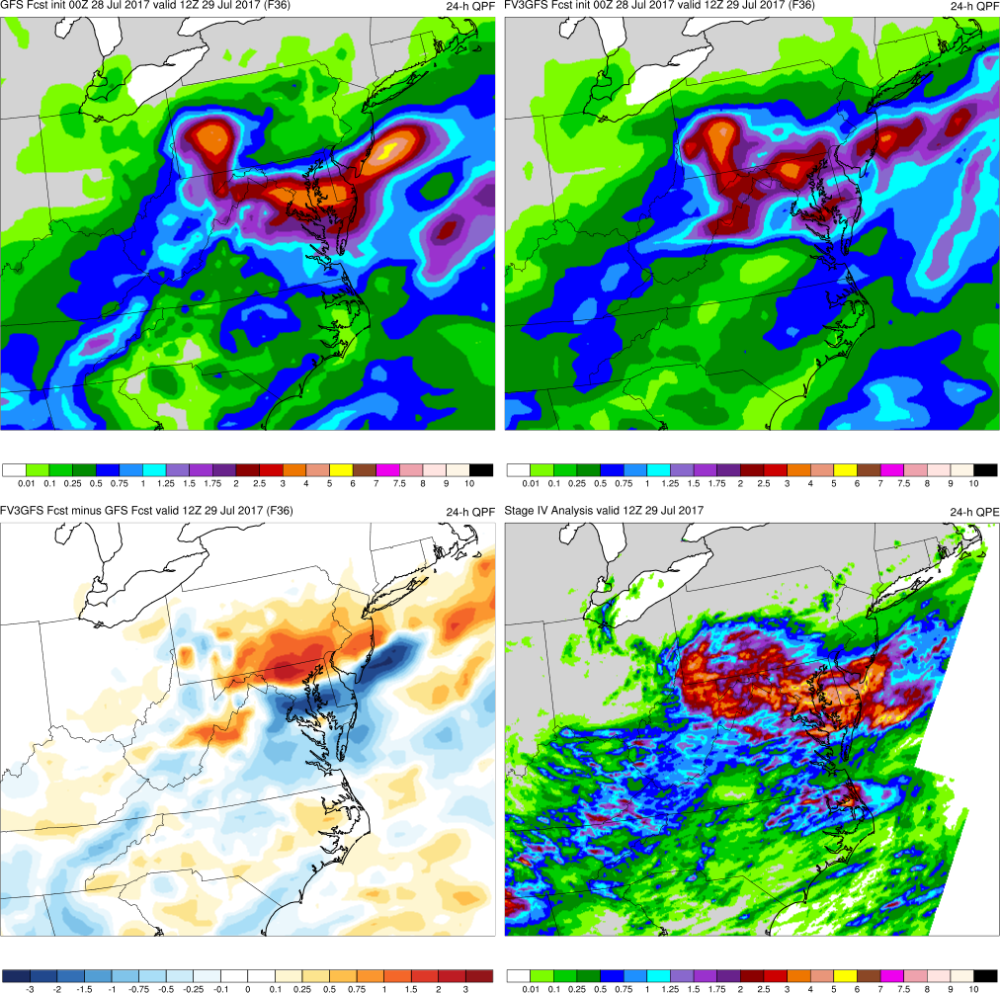 GFS Fcst init 00Z 28 Jul 2017 valid 12Z 29 Jul 2017 (F36) 24-h QPF
0.01 0.1 0.25 0.5 0.75 1 1.25 1.5 1.75 2 2.5 3 4 5 6 7 7.5 8 9 10
FV3GFS Fcst init 00Z 28 Jul 2017 valid 12Z 29 Jul 2017 (F36) 24-h QPF
0.01 0.1 0.25 0.5 0.75 1 1.25 1.5 1.75 2 2.5 3 4 5 6 7 7.5 8 9 10
FV3GFS Fcst minus GFS Fcst valid 12Z 29 Jul 2017 (F36) 24-h QPF
-3 -2 -1.5 -1 -0.75 -0.5 -0.25 -0.1 0 0.1 0.25 0.5 0.75 1 1.5 2 3
Stage IV Analysis valid 12Z 29 Jul 2017 24-h QPE
0.01 0.1 0.25 0.5 0.75 1 1.25 1.5 1.75 2 2.5 3 4 5 6 7 7.5 8 9 10